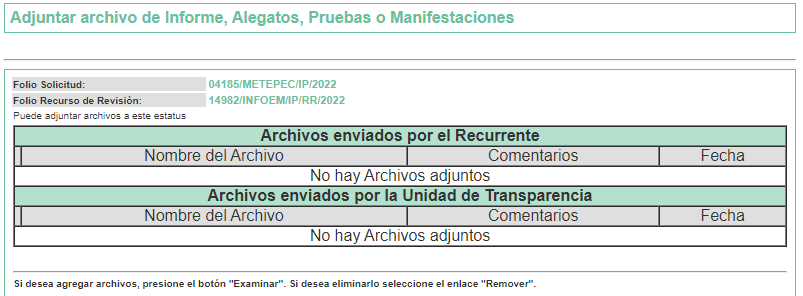 Adjuntar archivo de Informe, Alegatos, Pruebas o Manifestaciones
Folio Solicitud: 04185/METEPEC/IP/2022
Folio Recurso de Revisión: 14982/INFOEM/IP/RR/2022
Puede adjuntar archivos a este estatus
Archivos enviados por el Recurrente
Nombre del Archivo Comentarios Fecha
No hay Archivos adjuntos
Archivos enviados por la Unidad de Transparencia
Nombre del Archivo Comentarios Fecha
No hay Archivos adjuntos
Si desea agregar archivos, presione el botón "Examinar". Si desea eliminarlo seleccione el enlace "Remover".